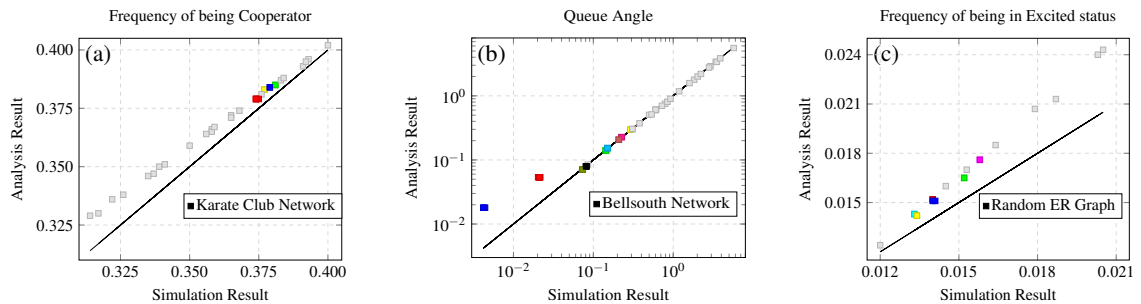 Frequency of being Cooperator
(a)
Analysis Result
0.400
0.375
0.350
0.325
Karate Club Network
0.325 0.350 0.375 0.400
Simulation Result
Queue Angle
(b)
Analysis Result
10^0
10^−1
10^−2
Bellsouth Network
10^−2 10^−1 10^0
Simulation Result
Frequency of being in Excited status
(c)
Analysis Result
0.024
0.021
0.018
0.015
Random ER Graph
0.012 0.015 0.018 0.021
Simulation Result